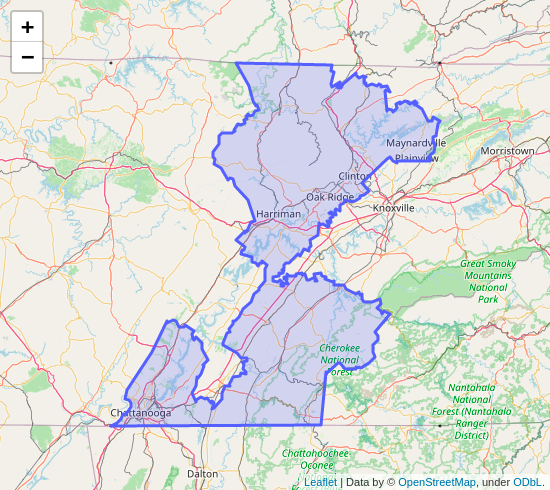 +
−
Maynardville
Plainview
Morristown
Clinton
Oak Ridge
Knoxville
Harriman
Great Smoky
Mountains
National
Park
Cherokee
National
Forest
Nantahala
National
Forest (Nantahala
Ranger
District)
Chattanooga
Chattahoochee
Oconee
Dalton
Leaflet | Data by © OpenStreetMap, under ODbL.